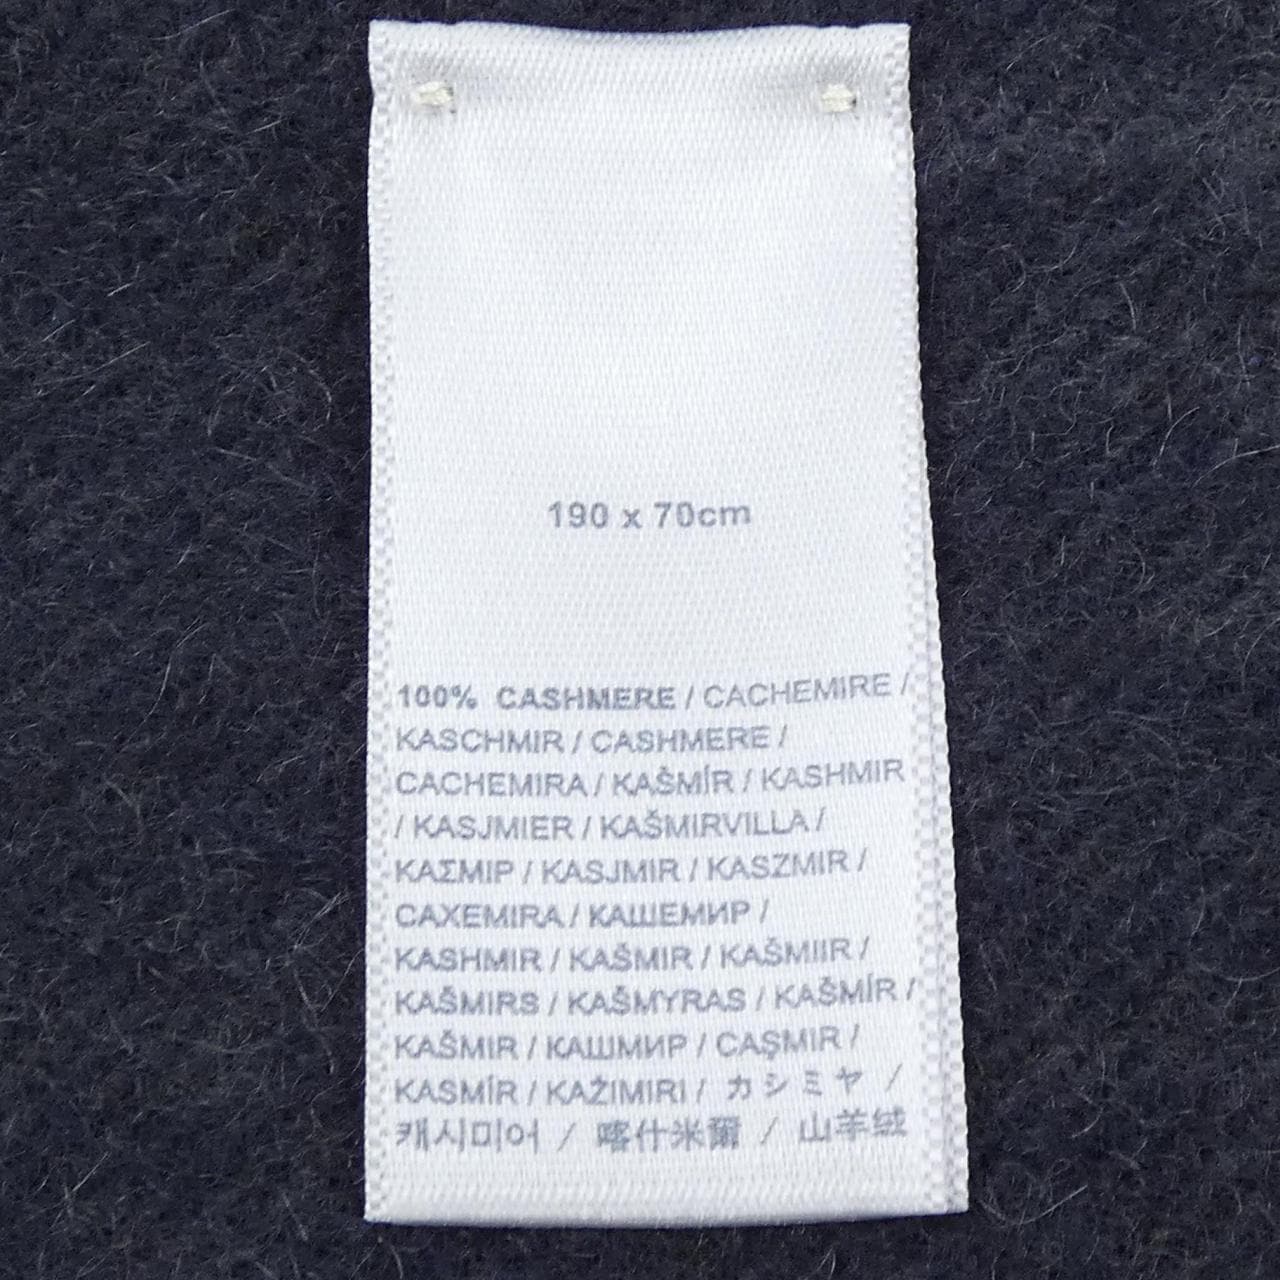 190 x 70cm
100% CASHMERE / CACHEMIRE /
KASCHMIR / CASHMERE /
CACHEMIRA / KAŠMÍR / KASHMIR
/ KASJMIER / KAŠMIRVILLA /
ΚΑΣΜΙΡ / KASJMIR / KASZMIR /
CAXEMIRA / КАШЕМИР /
KASHMIR / KAŠMIR / KAŠMIIR /
KAŠMIRS / KAŠMYRAS / KAŠMÍR /
KAŠMIR / КАШМИР / CAŞMIR /
KASMÍR / KAŽIMIRI / カシミヤ /
캐시미어 / 喀什米爾 / 山羊绒